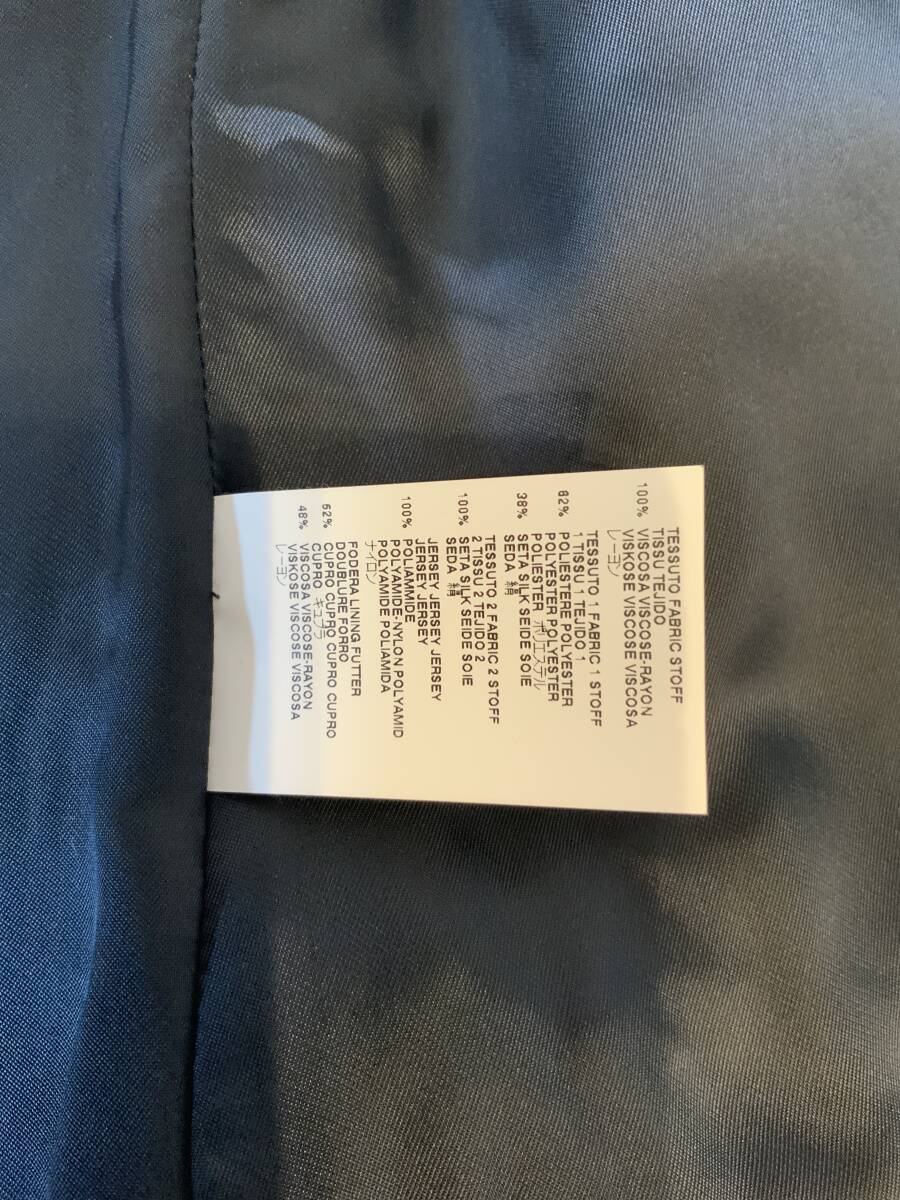 TESSUTO FABRIC STOFF
TISSU TEJIDO
100% VISCOSA VISCOSE-RAYON
VISKOSE VISCOSE VISCOSA
レーヨン
TESSUTO 1 FABRIC 1 STOFF
1 TISSU 1 TEJIDO 1
62% POLIESTERE POLYESTER
POLYESTER POLYESTER
POLIESTER ポリエステル
38% SETA SILK SEIDE SOIE
SEDA 絹
TESSUTO 2 FABRIC 2 STOFF
2 TISSU 2 TEJIDO 2
100% SETA SILK SEIDE SOIE
SEDA 絹
JERSEY JERSEY JERSEY
JERSEY JERSEY
100% POLIAMMIDE
POLYAMIDE-NYLON POLYAMID
POLYAMIDE POLIAMIDA
ナイロン
FODERA LINING FUTTER
DOUBLURE FORRO
52% CUPRO CUPRO CUPRO CUPRO
CUPRO キュプラ
48% VISCOSA VISCOSE-RAYON
VISKOSE VISCOSE VISCOSA
レーヨン